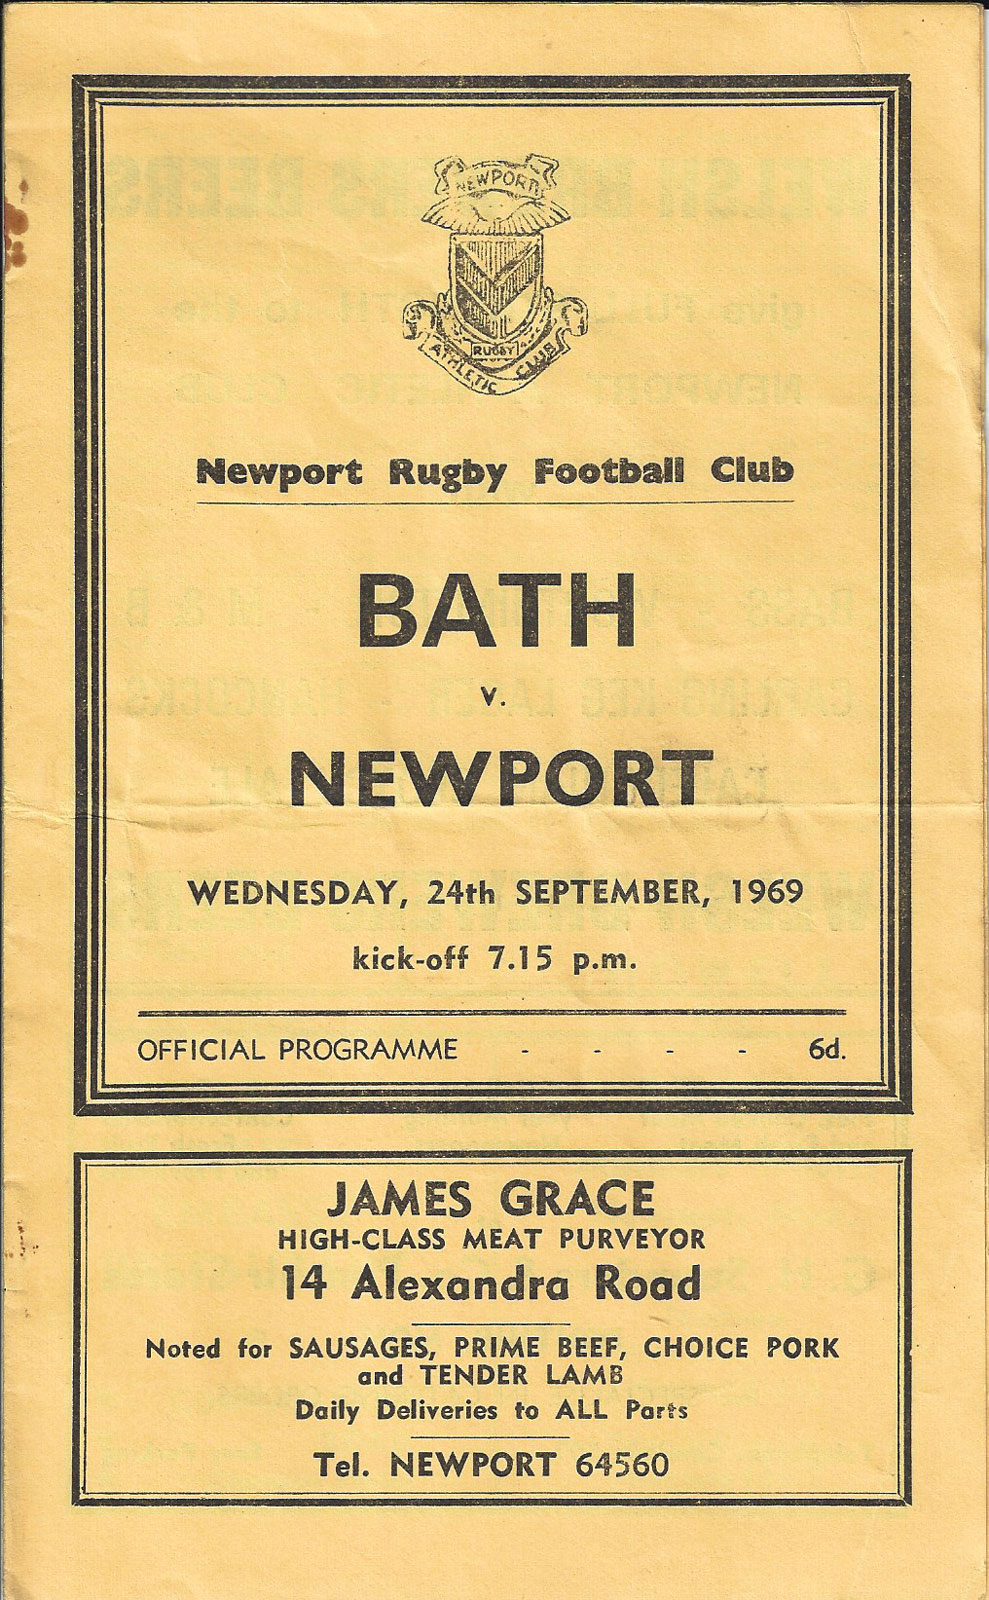 NEWPORT
RUGBY
ATHLETIC CLUB
Newport Rugby Football Club
BATH
v.
NEWPORT
WEDNESDAY, 24th SEPTEMBER, 1969
kick-off 7.15 p.m.
OFFICIAL PROGRAMME - - - - 6d.
JAMES GRACE
HIGH-CLASS MEAT PURVEYOR
14 Alexandra Road
Noted for SAUSAGES, PRIME BEEF, CHOICE PORK
and TENDER LAMB
Daily Deliveries to ALL Parts
Tel. NEWPORT 64560